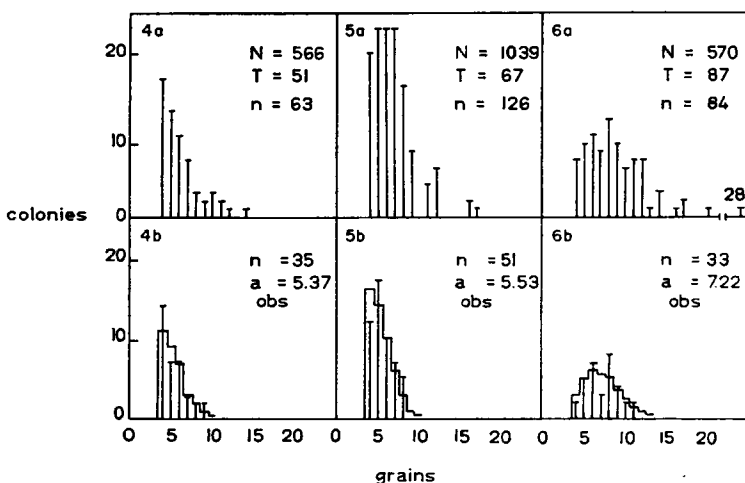 4a
N = 566
T = 51
n = 63
5a
N = 1039
T = 67
n = 126
6a
N = 570
T = 87
n = 84
20
10
0
28
colonies
4b
n = 35
a = 5.37
obs
5b
n = 51
a = 5.53
obs
6b
n = 33
a = 7.22
obs
20
10
0
0 5 10 15 20 0 5 10 15 20 0 5 10 15 20
grains